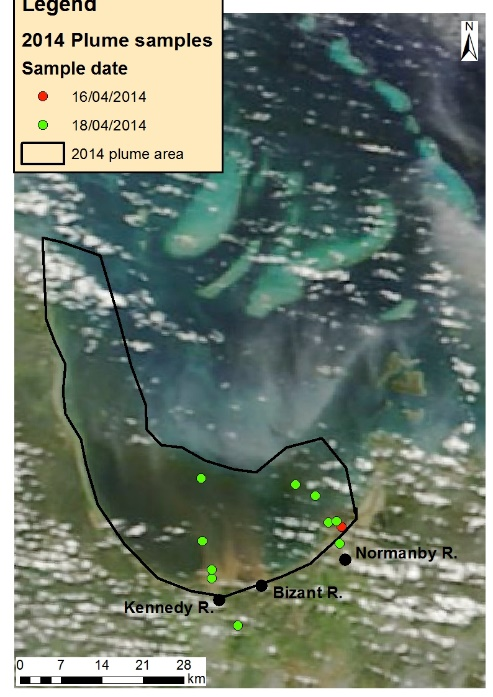 Legend
2014 Plume samples
Sample date
16/04/2014
18/04/2014
2014 plume area
N
Normanby R.
Bizant R.
Kennedy R.
0 7 14 21 28
km